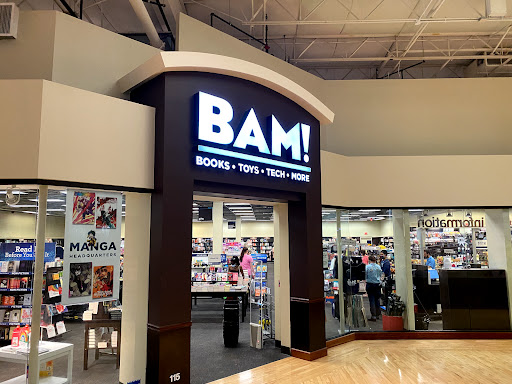 BAM!
BOOKS • TOYS • TECH • MORE
Read
Before You
MANGA
HEADQUARTERS
information
115